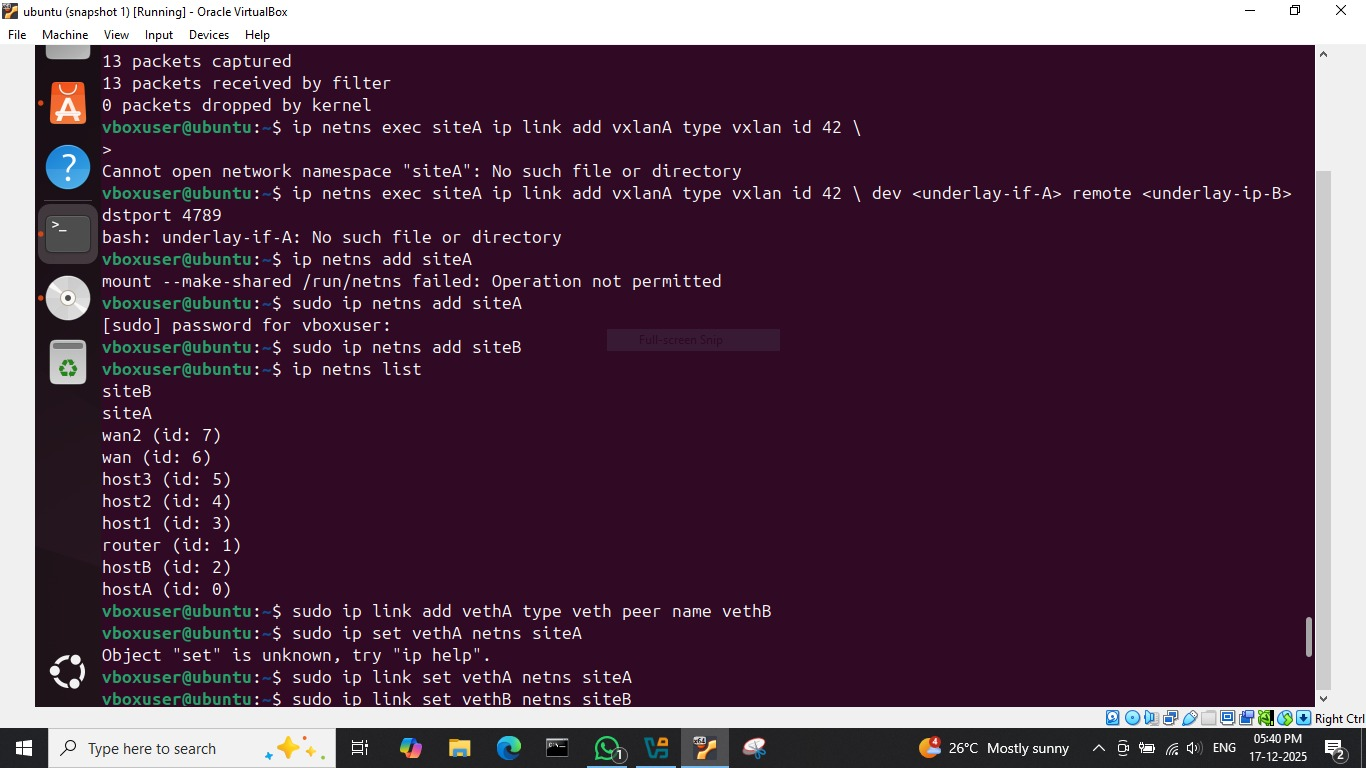 ubuntu (snapshot 1) [Running] - Oracle VirtualBox
File Machine View Input Devices Help
13 packets captured
13 packets received by filter
0 packets dropped by kernel
vboxuser@ubuntu:~$ ip netns exec siteA ip link add vxlanA type vxlan id 42 \
>
Cannot open network namespace "siteA": No such file or directory
vboxuser@ubuntu:~$ ip netns exec siteA ip link add vxlanA type vxlan id 42 \ dev <underlay-if-A> remote <underlay-ip-B>
dstport 4789
bash: underlay-if-A: No such file or directory
vboxuser@ubuntu:~$ ip netns add siteA
mount --make-shared /run/netns failed: Operation not permitted
vboxuser@ubuntu:~$ sudo ip netns add siteA
[sudo] password for vboxuser:
Full-screen Snip
vboxuser@ubuntu:~$ sudo ip netns add siteB
vboxuser@ubuntu:~$ ip netns list
siteB
siteA
wan2 (id: 7)
wan (id: 6)
host3 (id: 5)
host2 (id: 4)
host1 (id: 3)
router (id: 1)
hostB (id: 2)
hostA (id: 0)
vboxuser@ubuntu:~$ sudo ip link add vethA type veth peer name vethB
vboxuser@ubuntu:~$ sudo ip set vethA netns siteA
Object "set" is unknown, try "ip help".
vboxuser@ubuntu:~$ sudo ip link set vethA netns siteA
vboxuser@ubuntu:~$ sudo ip link set vethB netns siteB
Right Ctrl
Type here to search
1
26°C Mostly sunny
ENG
05:40 PM
17-12-2025
2